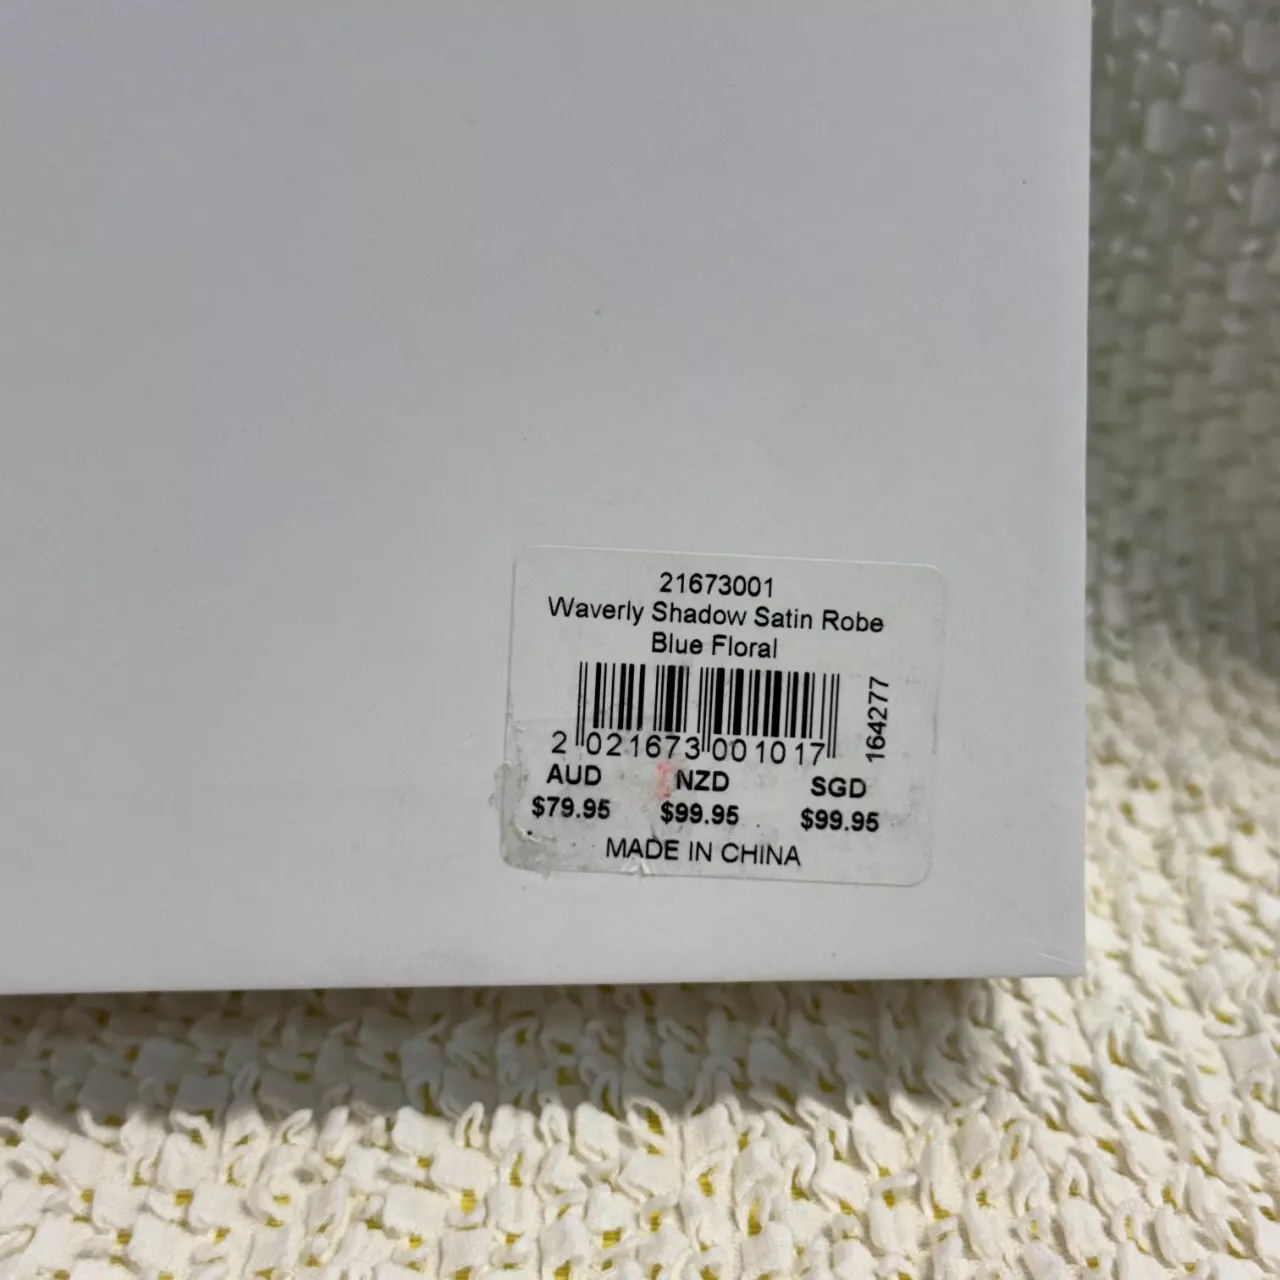 21673001
Waverly Shadow Satin Robe
Blue Floral
164277
2 021673 001017
AUD NZD SGD
$79.95 $99.95 $99.95
MADE IN CHINA